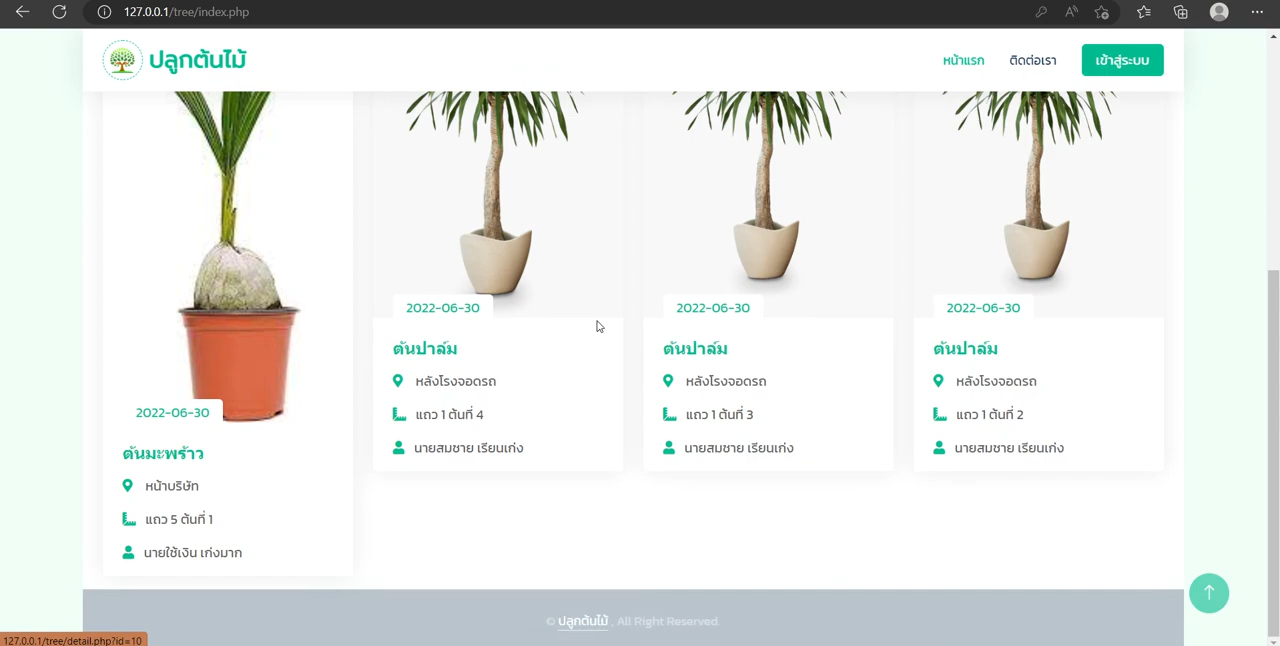 127.0.0.1/tree/index.php
ปลูกต้นไม้
หน้าแรก
ติดต่อเรา
เข้าสู่ระบบ
2022-06-30
ต้นมะพร้าว
หน้าบริษัท
แถว 5 ต้นที่ 1
นายใช้เงิน เก่งมาก
2022-06-30
ต้นปาล์ม
หลังโรงจอดรถ
แถว 1 ต้นที่ 4
นายสมชาย เรียนเก่ง
2022-06-30
ต้นปาล์ม
หลังโรงจอดรถ
แถว 1 ต้นที่ 3
นายสมชาย เรียนเก่ง
2022-06-30
ต้นปาล์ม
หลังโรงจอดรถ
แถว 1 ต้นที่ 2
นายสมชาย เรียนเก่ง
© ปลูกต้นไม้ , All Right Reserved.
127.0.0.1/tree/detail.php?id=10